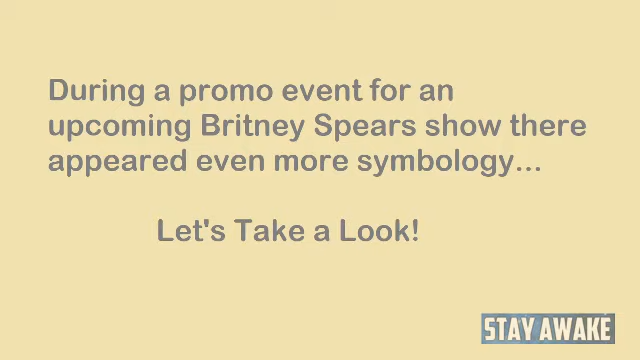 During a promo event for an
upcoming Britney Spears show there
appeared even more symbology...
Let's Take a Look!
STAY AWAKE